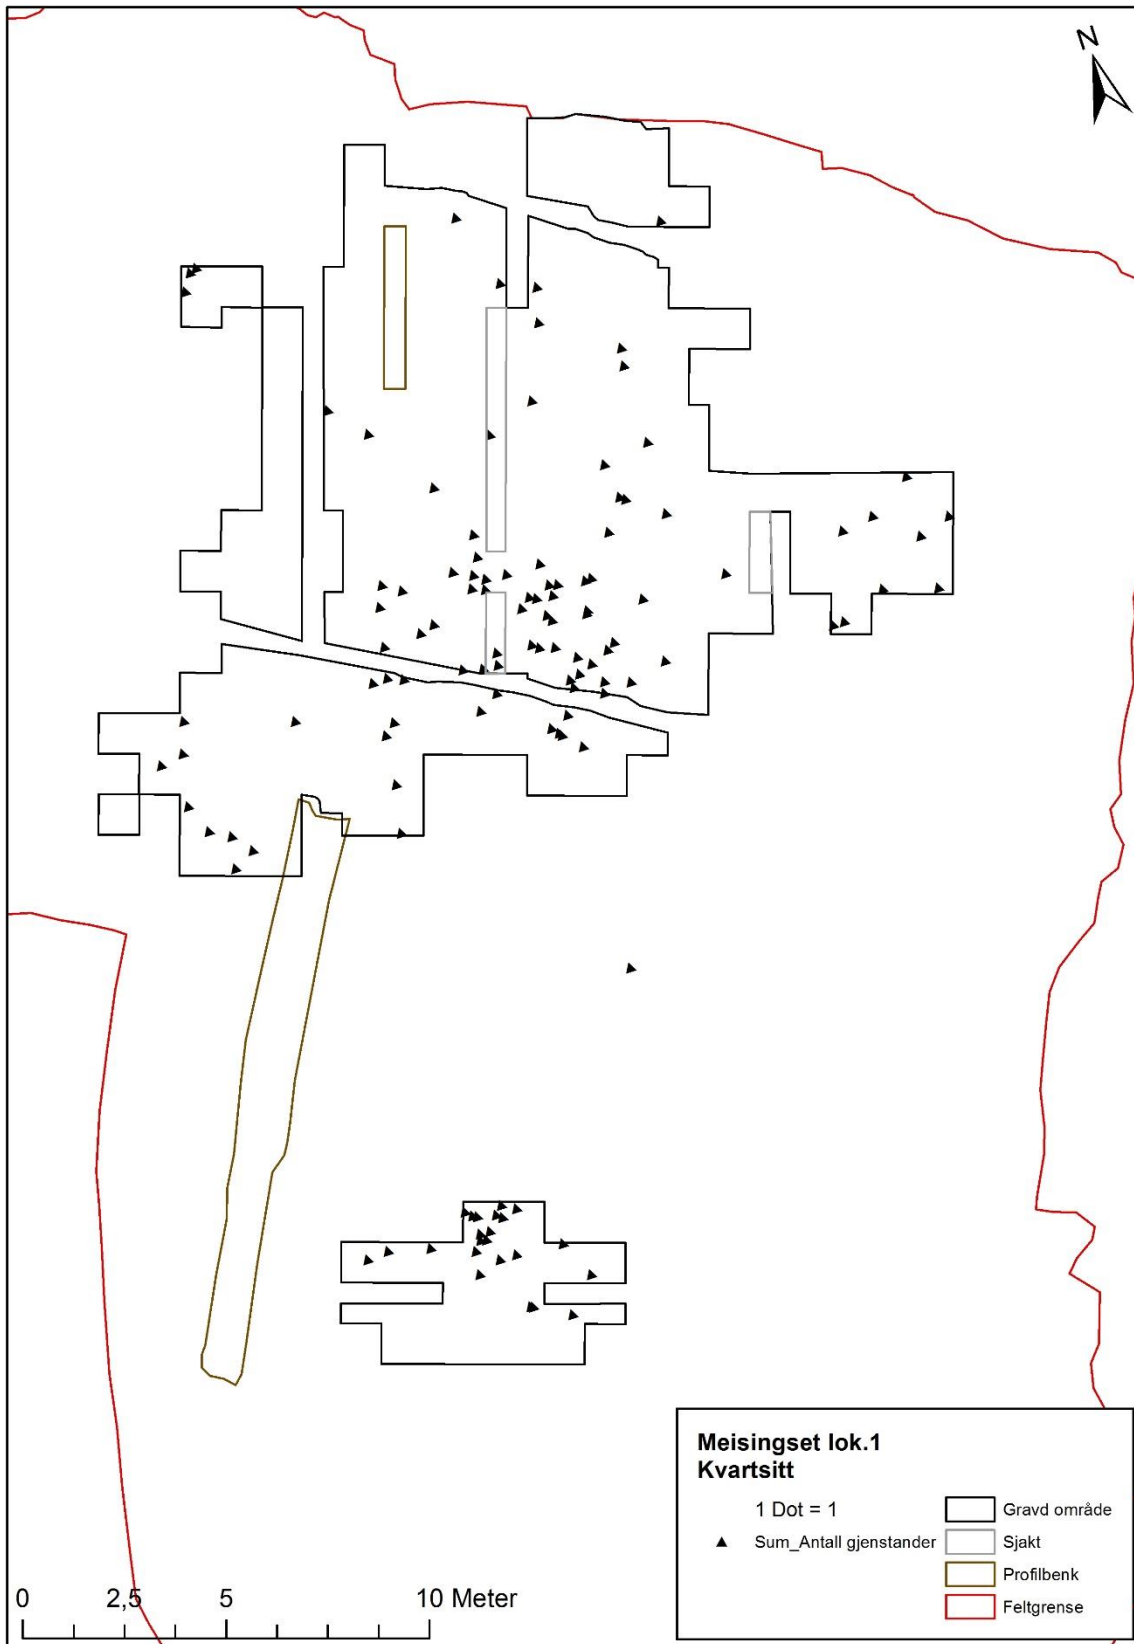 N
0 2,5 5 10 Meter
Meisingset lok.1
Kvartsitt
1 Dot = 1
Sum_Antall gjenstander
Gravd område
Sjakt
Profilbenk
Feltgrense